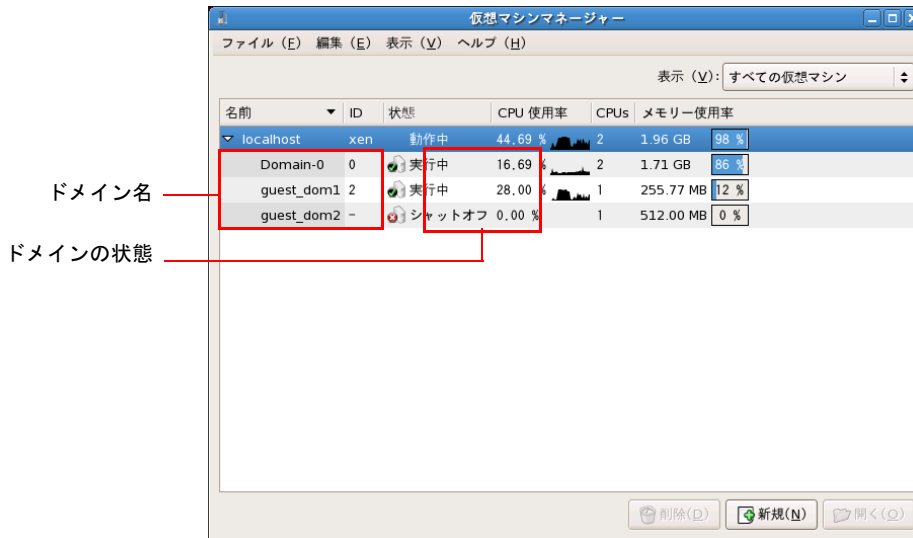 仮想マシンマネージャー
ファイル (F) 編集 (E) 表示 (V) ヘルプ (H)
表示 (V): すべての仮想マシン
名前 ID 状態 CPU 使用率 CPUs メモリー使用率
localhost xen 動作中 44.69 % 2 1.96 GB 98 %
Domain-0 0 実行中 16.69 % 2 1.71 GB 86 %
guest_dom1 2 実行中 28.00 % 1 255.77 MB 12 %
guest_dom2 - シャットオフ 0.00 % 1 512.00 MB 0 %
ドメイン名
ドメインの状態
削除(D) 新規(N) 開く(O)